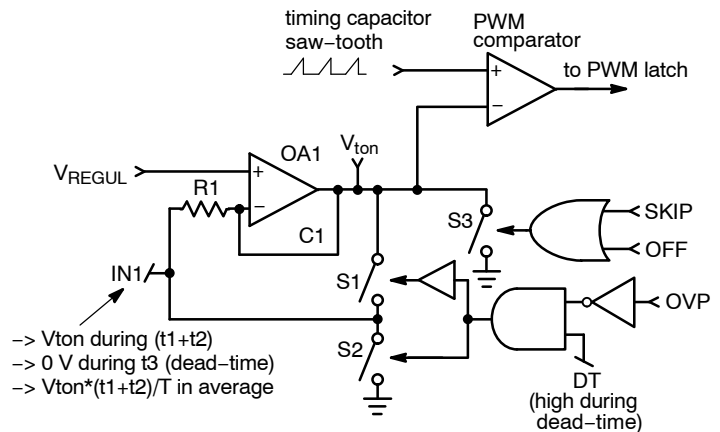 timing capacitor
saw−tooth
PWM
comparator
to PWM latch
+
−
OA1
Vton
VREGUL
+
−
R1
C1
S3
SKIP
OFF
IN1
S1
OVP
−> Vton during (t1+t2)
−> 0 V during t3 (dead−time)
−> Vton*(t1+t2)/T in average
S2
DT
(high during
dead−time)